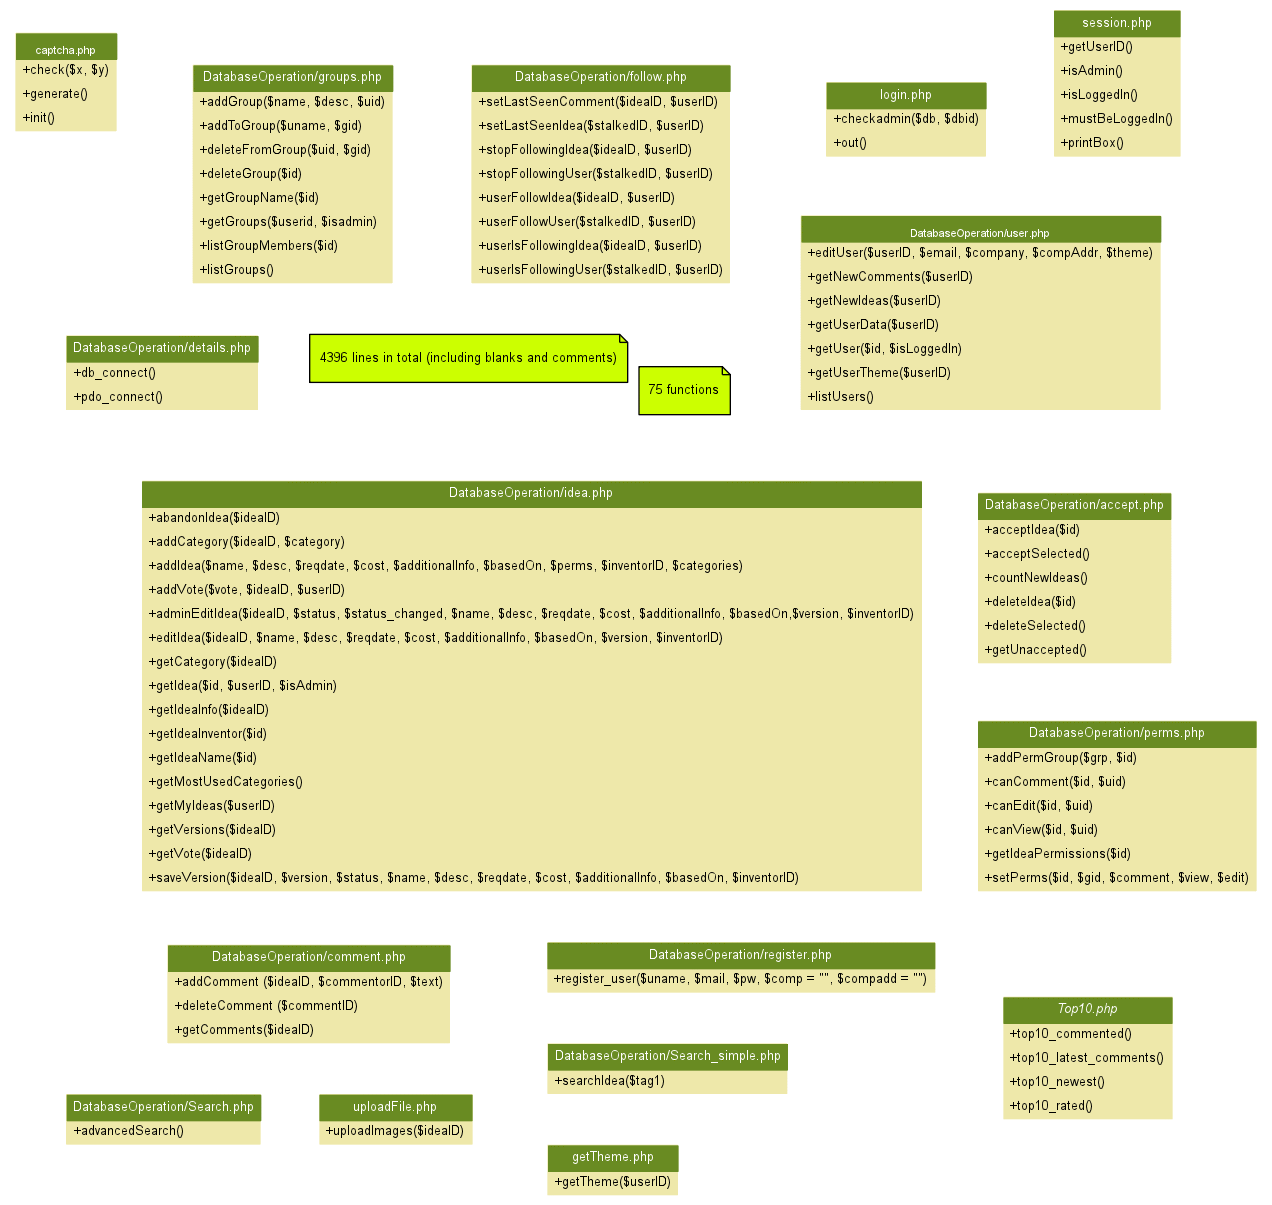 captcha.php
+check($x, $y)
+generate()
+init()
DatabaseOperation/groups.php
+addGroup($name, $desc, $uid)
+addToGroup($uname, $gid)
+deleteFromGroup($uid, $gid)
+deleteGroup($id)
+getGroupName($id)
+getGroups($userid, $isadmin)
+listGroupMembers($id)
+listGroups()
DatabaseOperation/follow.php
+setLastSeenComment($ideaID, $userID)
+setLastSeenIdea($stalkedID, $userID)
+stopFollowingIdea($ideaID, $userID)
+stopFollowingUser($stalkedID, $userID)
+userFollowIdea($ideaID, $userID)
+userFollowUser($stalkedID, $userID)
+userIsFollowingIdea($ideaID, $userID)
+userIsFollowingUser($stalkedID, $userID)
login.php
+checkadmin($db, $dbid)
+out()
session.php
+getUserID()
+isAdmin()
+isLoggedIn()
+mustBeLoggedIn()
+printBox()
DatabaseOperation/user.php
+editUser($userID, $email, $company, $compAddr, $theme)
+getNewComments($userID)
+getNewIdeas($userID)
+getUserData($userID)
+getUser($id, $isLoggedIn)
+getUserTheme($userID)
+listUsers()
DatabaseOperation/details.php
+db_connect()
+pdo_connect()
4396 lines in total (including blanks and comments)
75 functions
DatabaseOperation/idea.php
+abandonIdea($ideaID)
+addCategory($ideaID, $category)
+addIdea($name, $desc, $reqdate, $cost, $additionalInfo, $basedOn, $perms, $inventorID, $categories)
+addVote($vote, $ideaID, $userID)
+adminEditIdea($ideaID, $status, $status_changed, $name, $desc, $reqdate, $cost, $additionalInfo, $basedOn,$version, $inventorID)
+editIdea($ideaID, $name, $desc, $reqdate, $cost, $additionalInfo, $basedOn, $version, $inventorID)
+getCategory($ideaID)
+getIdea($id, $userID, $isAdmin)
+getIdeaInfo($ideaID)
+getIdeaInventor($id)
+getIdeaName($id)
+getMostUsedCategories()
+getMyIdeas($userID)
+getVersions($ideaID)
+getVote($ideaID)
+saveVersion($ideaID, $version, $status, $name, $desc, $reqdate, $cost, $additionalInfo, $basedOn, $inventorID)
DatabaseOperation/accept.php
+acceptIdea($id)
+acceptSelected()
+countNewIdeas()
+deleteIdea($id)
+deleteSelected()
+getUnaccepted()
DatabaseOperation/perms.php
+addPermGroup($grp, $id)
+canComment($id, $uid)
+canEdit($id, $uid)
+canView($id, $uid)
+getIdeaPermissions($id)
+setPerms($id, $gid, $comment, $view, $edit)
DatabaseOperation/comment.php
+addComment ($ideaID, $commentorID, $text)
+deleteComment ($commentID)
+getComments($ideaID)
DatabaseOperation/register.php
+register_user($uname, $mail, $pw, $comp = "", $compadd = "")
Top10.php
+top10_commented()
+top10_latest_comments()
+top10_newest()
+top10_rated()
DatabaseOperation/Search_simple.php
+searchIdea($tag1)
DatabaseOperation/Search.php
+advancedSearch()
uploadFile.php
+uploadImages($ideaID)
getTheme.php
+getTheme($userID)